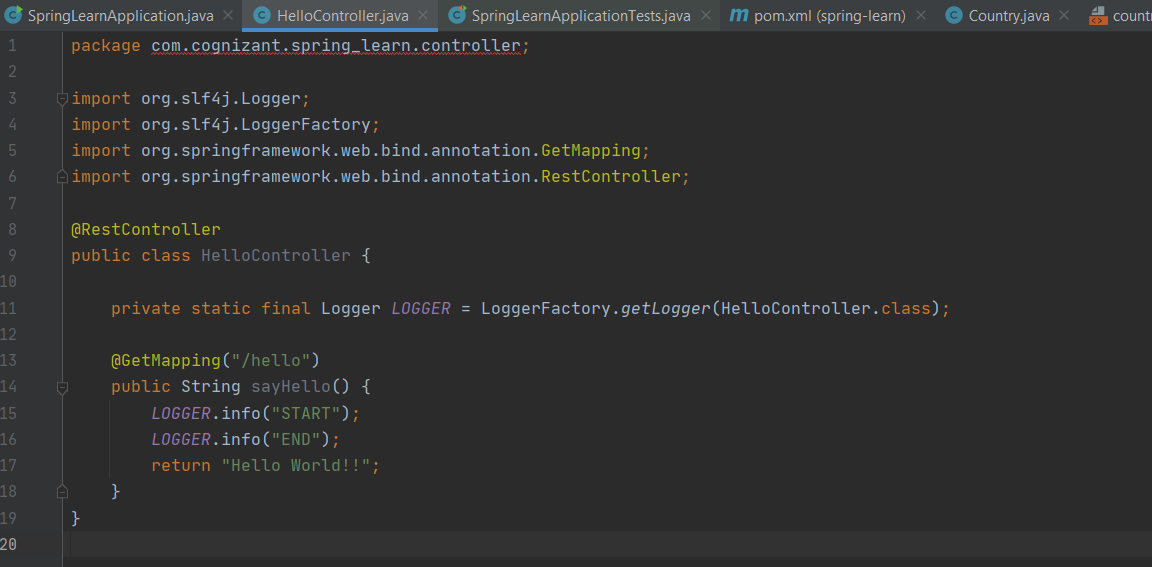 SpringLearnApplication.java HelloController.java SpringLearnApplicationTests.java pom.xml (spring-learn) Country.java
1 package com.cognizant.spring_learn.controller;
2
3 import org.slf4j.Logger;
4 import org.slf4j.LoggerFactory;
5 import org.springframework.web.bind.annotation.GetMapping;
6 import org.springframework.web.bind.annotation.RestController;
7
8 @RestController
9 public class HelloController {
10
11     private static final Logger LOGGER = LoggerFactory.getLogger(HelloController.class);
12
13     @GetMapping("/hello")
14     public String sayHello() {
15         LOGGER.info("START");
16         LOGGER.info("END");
17         return "Hello World!!";
18     }
19 }
20